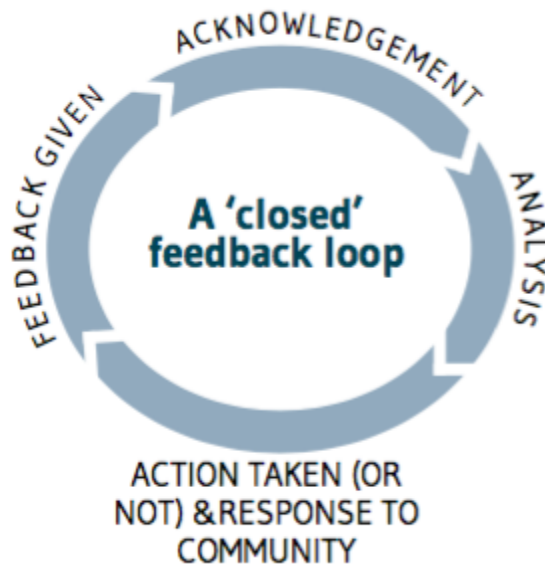 ACKNOWLEDGEMENT
FEEDBACK GIVEN
ANALYSIS
A ‘closed’
feedback loop
ACTION TAKEN (OR
NOT) &RESPONSE TO
COMMUNITY